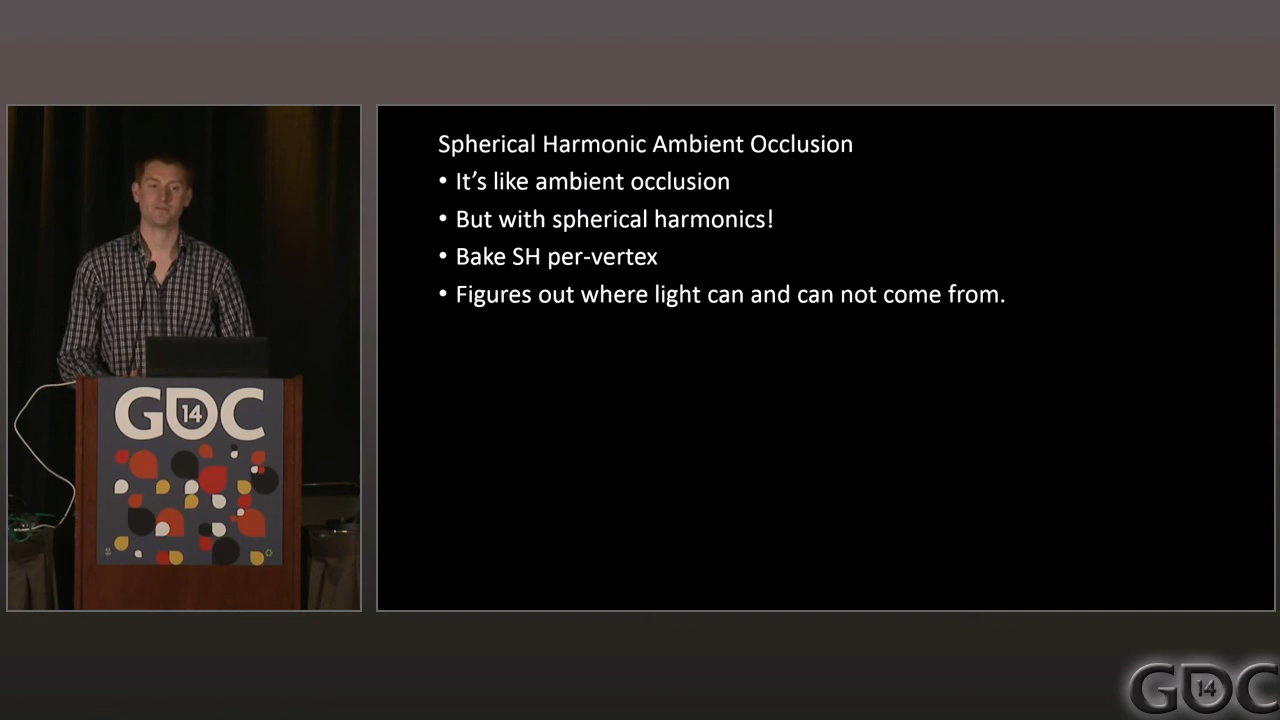 Spherical Harmonic Ambient Occlusion
• It’s like ambient occlusion
• But with spherical harmonics!
• Bake SH per-vertex
• Figures out where light can and can not come from.
GDC 14
GDC 14